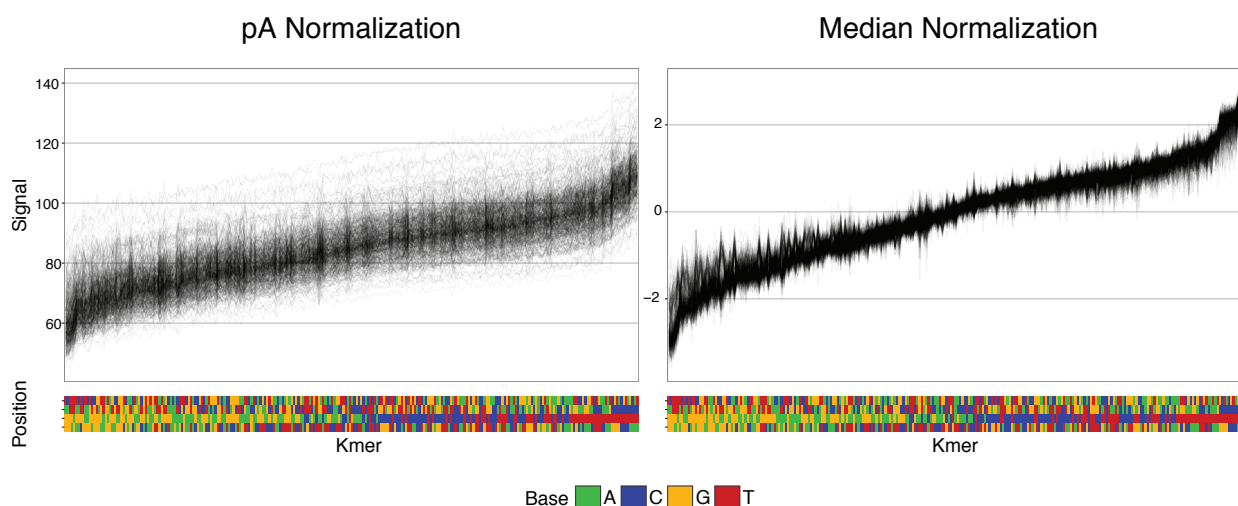 pA Normalization
Median Normalization
Signal
140
120
100
80
60
2
0
−2
Position
Kmer
Kmer
Base A C G T